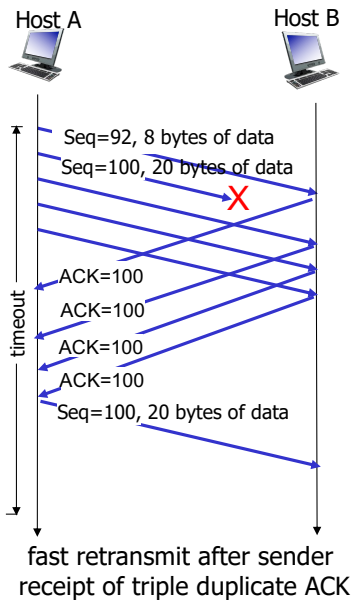 Host A
Host B
Seq=92, 8 bytes of data
Seq=100, 20 bytes of data
X
timeout
ACK=100
ACK=100
ACK=100
ACK=100
Seq=100, 20 bytes of data
fast retransmit after sender
receipt of triple duplicate ACK